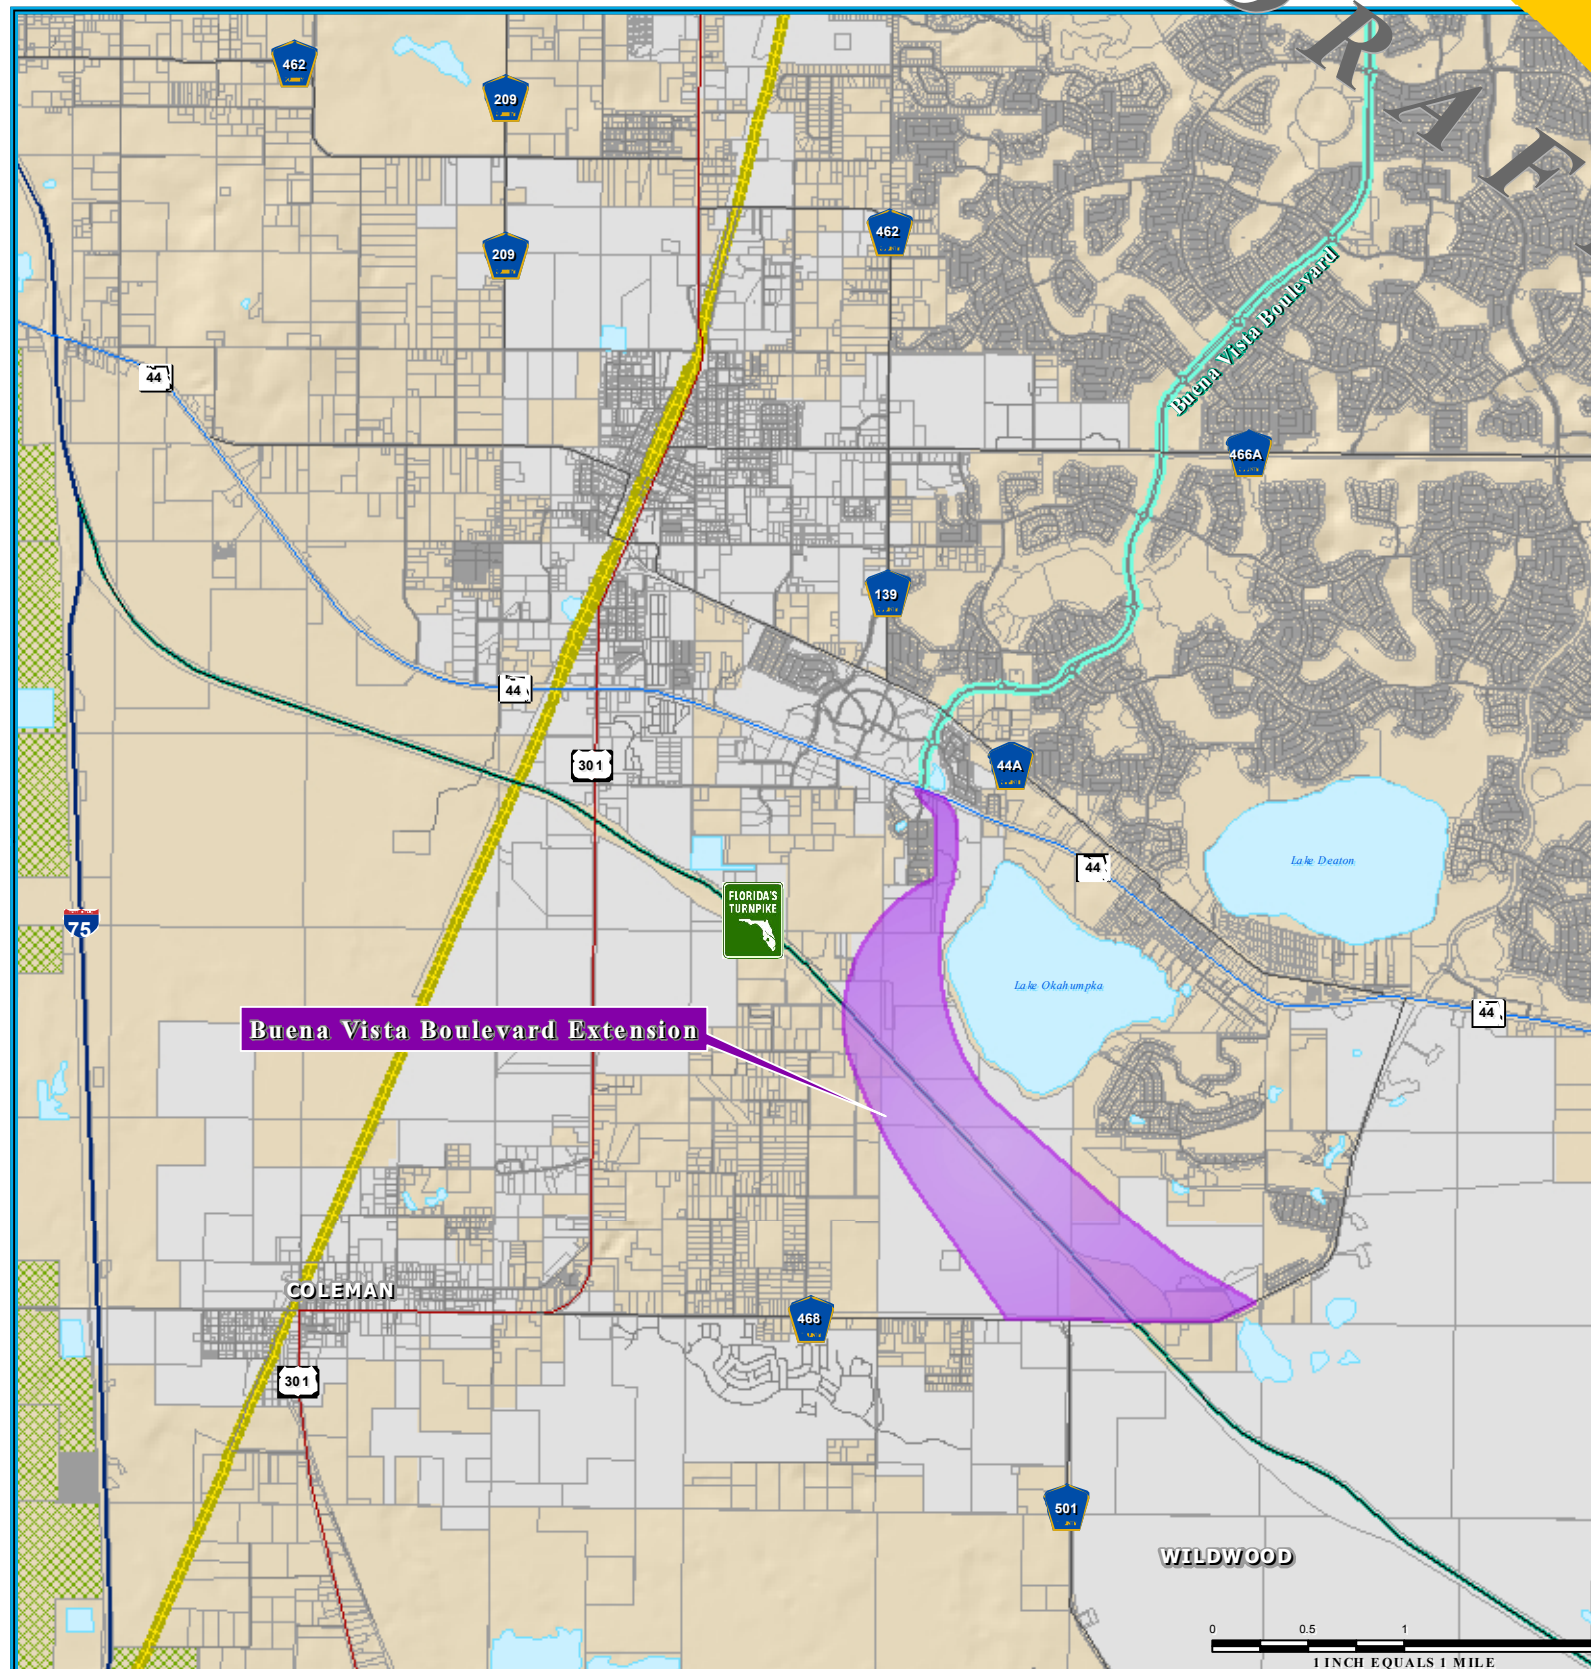 R
A
F
462
209
462
209
Buena Vista Boulevard
44
466A
139
44
301
44A
Lake Deaton
44
FLORIDA'S
TURNPIKE
75
Lake Okahumpka
44
Buena Vista Boulevard Extension
COLEMAN
468
301
501
WILDWOOD
0 0.5 1
1 INCH EQUALS 1 MILE